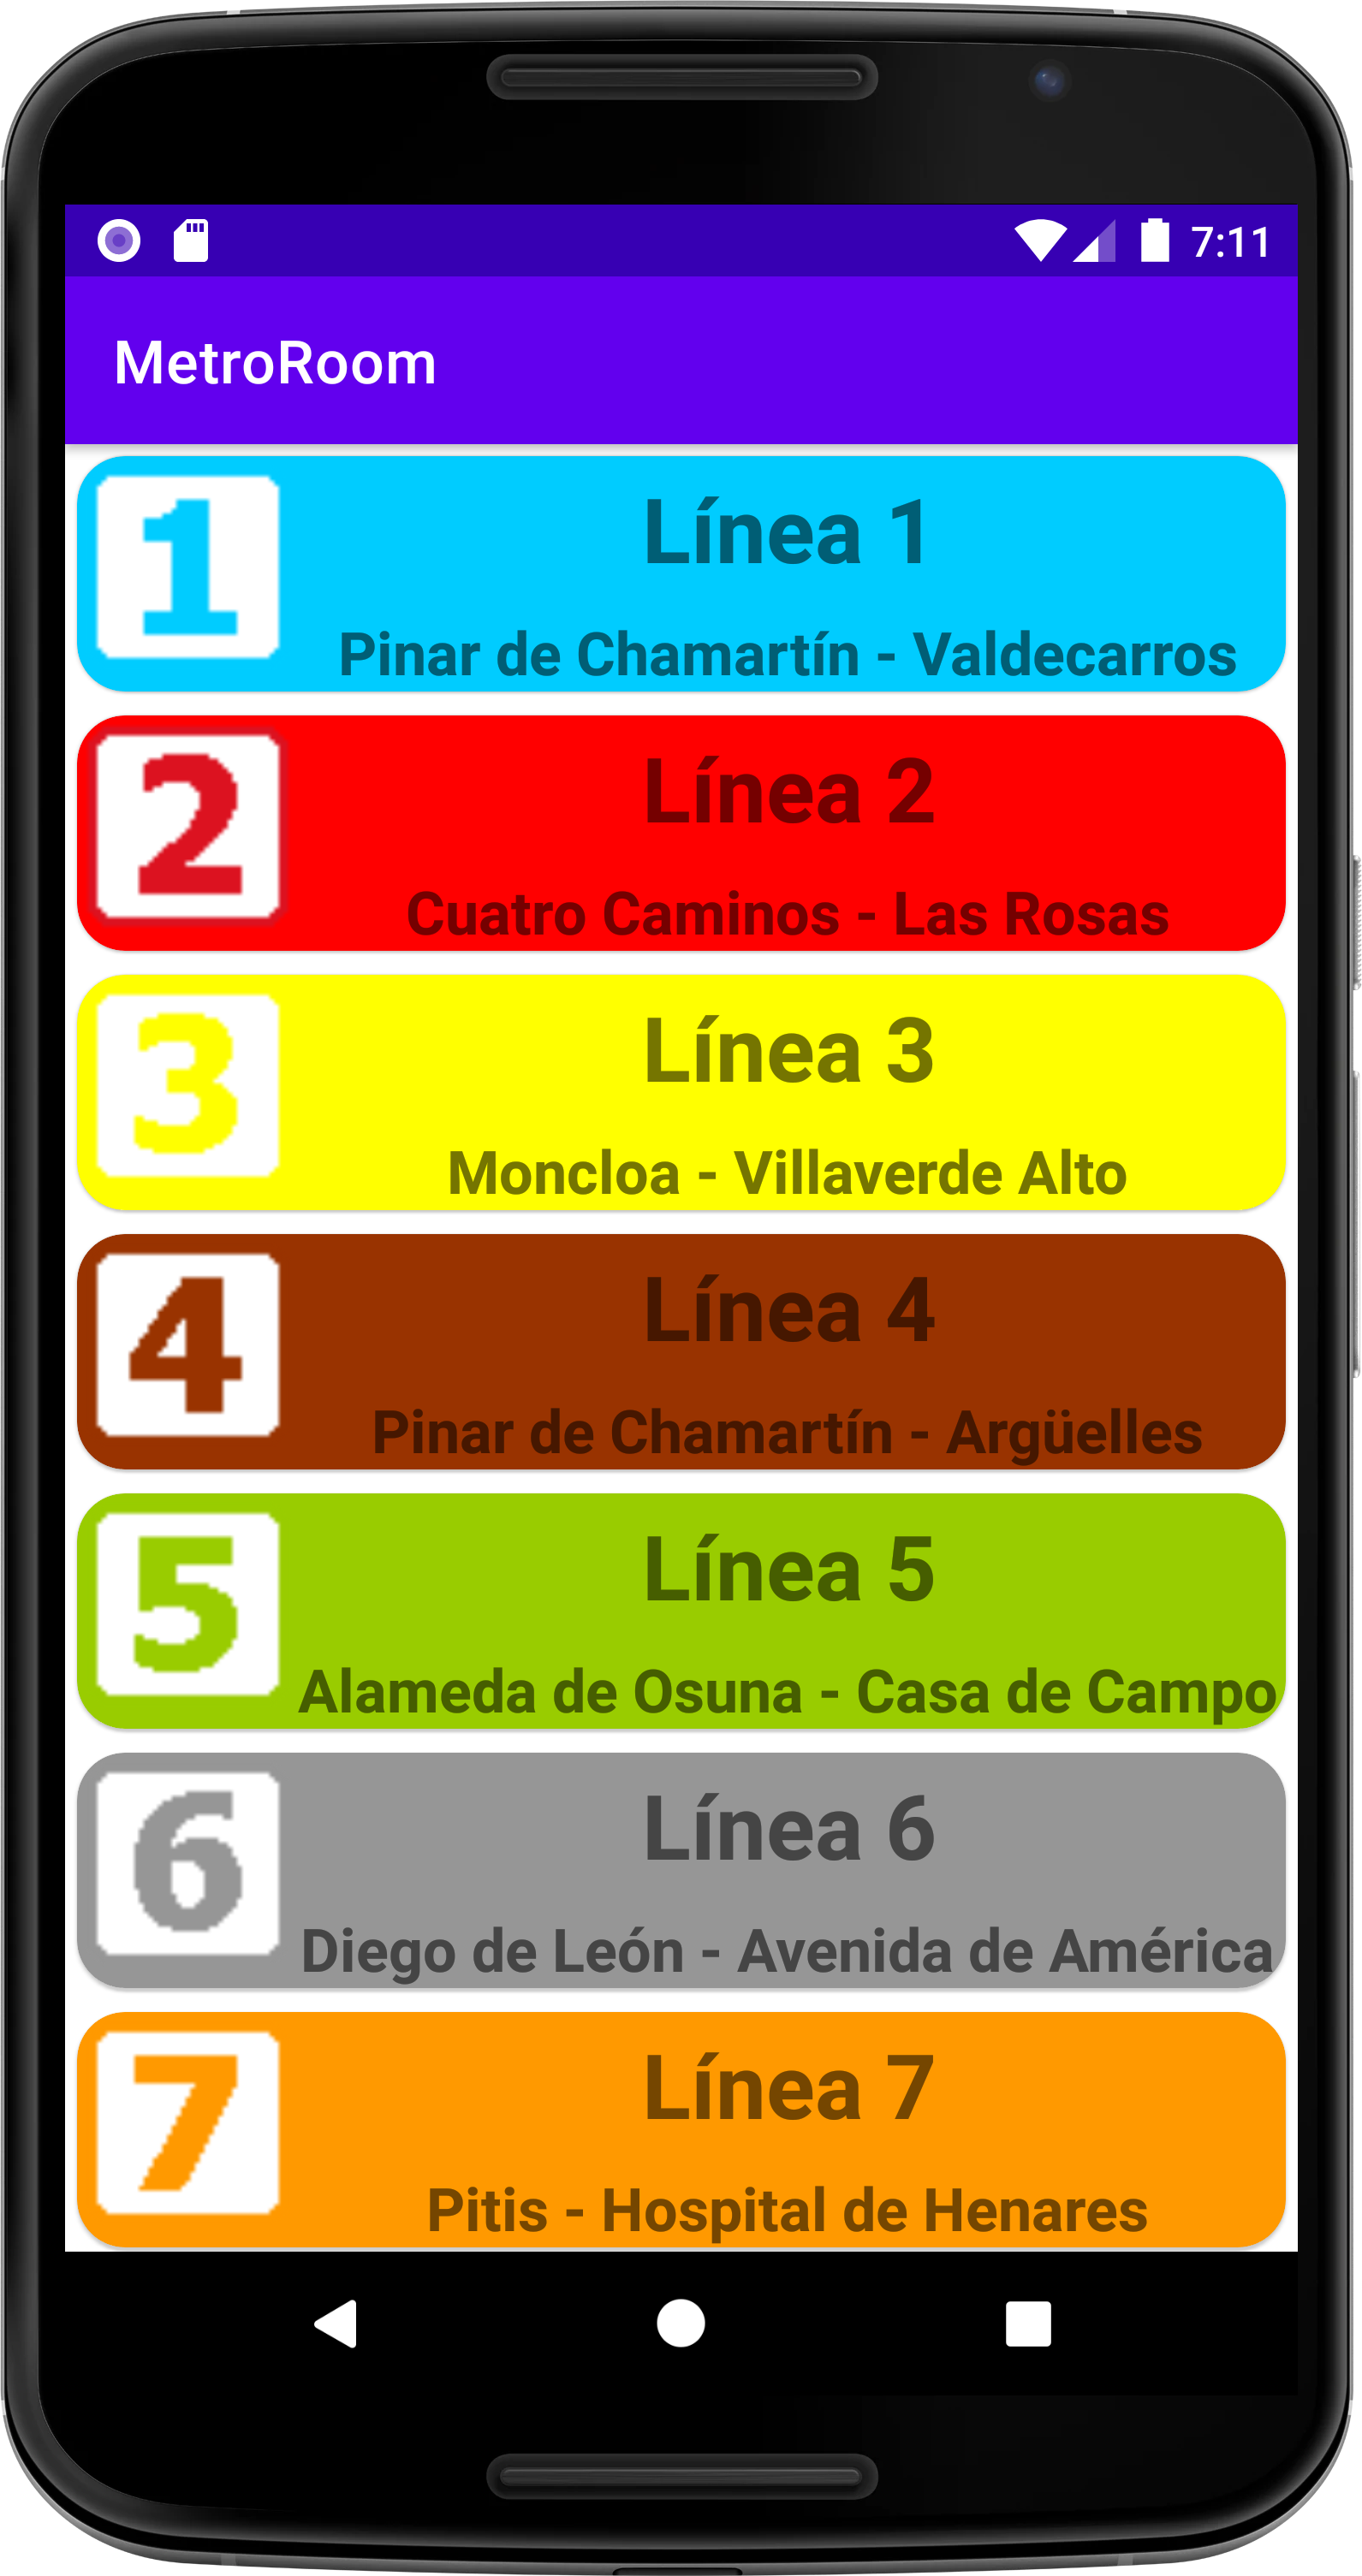 7:11
MetroRoom
1
Línea 1
Pinar de Chamartín - Valdecarros
2
Línea 2
Cuatro Caminos - Las Rosas
3
Línea 3
Moncloa - Villaverde Alto
4
Línea 4
Pinar de Chamartín - Argüelles
5
Línea 5
Alameda de Osuna - Casa de Campo
6
Línea 6
Diego de León - Avenida de América
7
Línea 7
Pitis - Hospital de Henares